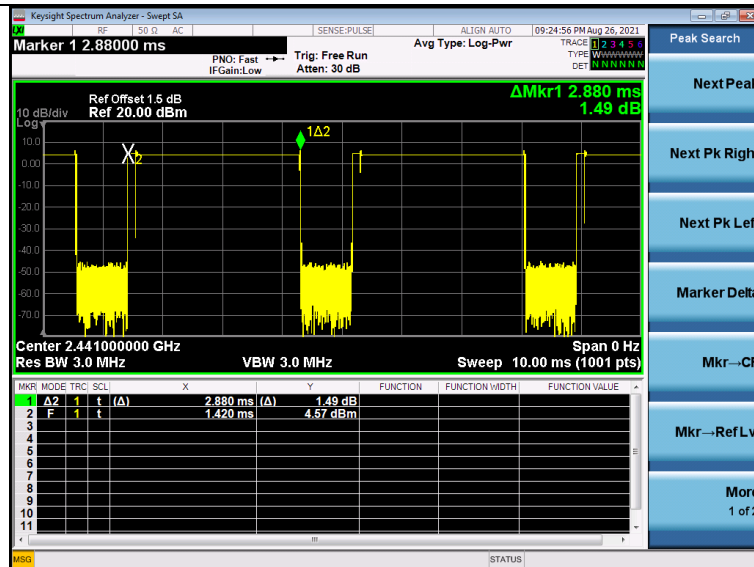 Keysight Spectrum Analyzer - Swept SA
LXI RF 50 Ω AC SENSE:PULSE ALIGN AUTO 09:24:56 PM Aug 26, 2021
Marker 1 2.88000 ms
PNO: Fast Trig: Free Run Avg Type: Log-Pwr TRACE 1 2 3 4 5 6
TYPE WWWWWW
IFGain:Low Atten: 30 dB DET N N N N N N
Peak Search
ΔMkr1 2.880 ms
1.49 dB
Ref Offset 1.5 dB
10 dB/div Ref 20.00 dBm
Log
1Δ2
2
10.0
0.00
-10.0
-20.0
-30.0
-40.0
-50.0
-60.0
-70.0
Center 2.441000000 GHz Span 0 Hz
Res BW 3.0 MHz VBW 3.0 MHz Sweep 10.00 ms (1001 pts)
MKR MODE TRC SCL X Y FUNCTION FUNCTION WIDTH FUNCTION VALUE
1 Δ2 1 t (Δ) 2.880 ms (Δ) 1.49 dB
2 F 1 t 1.420 ms 4.57 dBm
3
4
5
6
7
8
9
10
11
MSG STATUS
Next Peak
Next Pk Righ
Next Pk Lef
Marker Delta
Mkr→CF
Mkr→Ref Lv
More
1 of 2